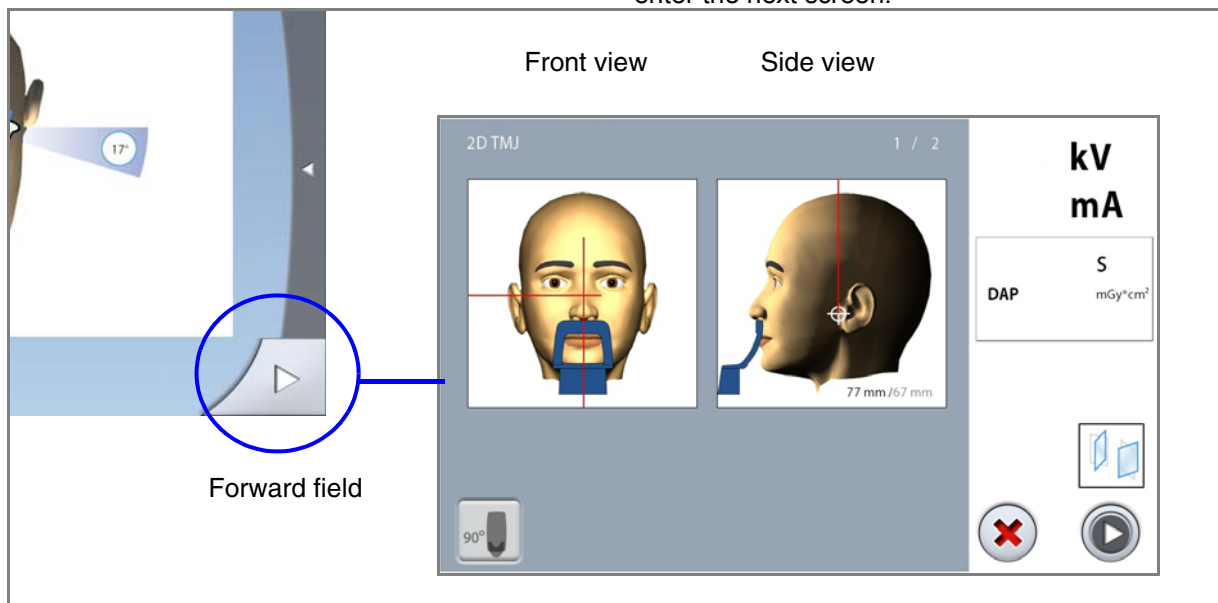 enter the next screen.
Front view
Side view
17°
2D TMJ
1 / 2
kV
mA
S
DAP
mGy*cm²
77 mm /67 mm
Forward field
90°